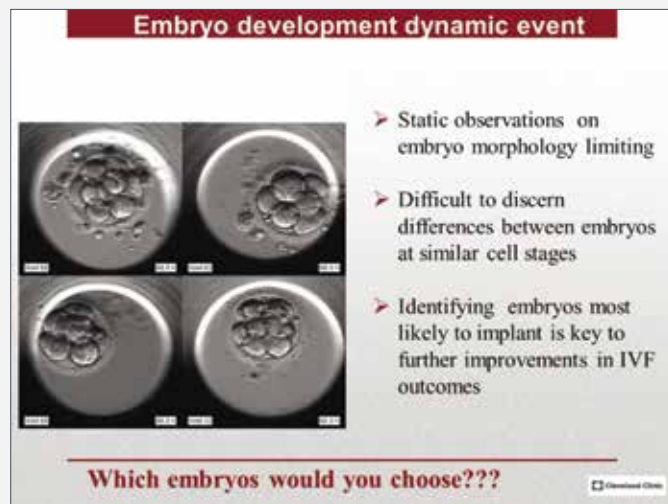 Embryo development dynamic event
➢ Static observations on
embryo morphology limiting
➢ Difficult to discern
differences between embryos
at similar cell stages
➢ Identifying embryos most
likely to implant is key to
further improvements in IVF
outcomes
Which embryos would you choose???
Cleveland Clinic